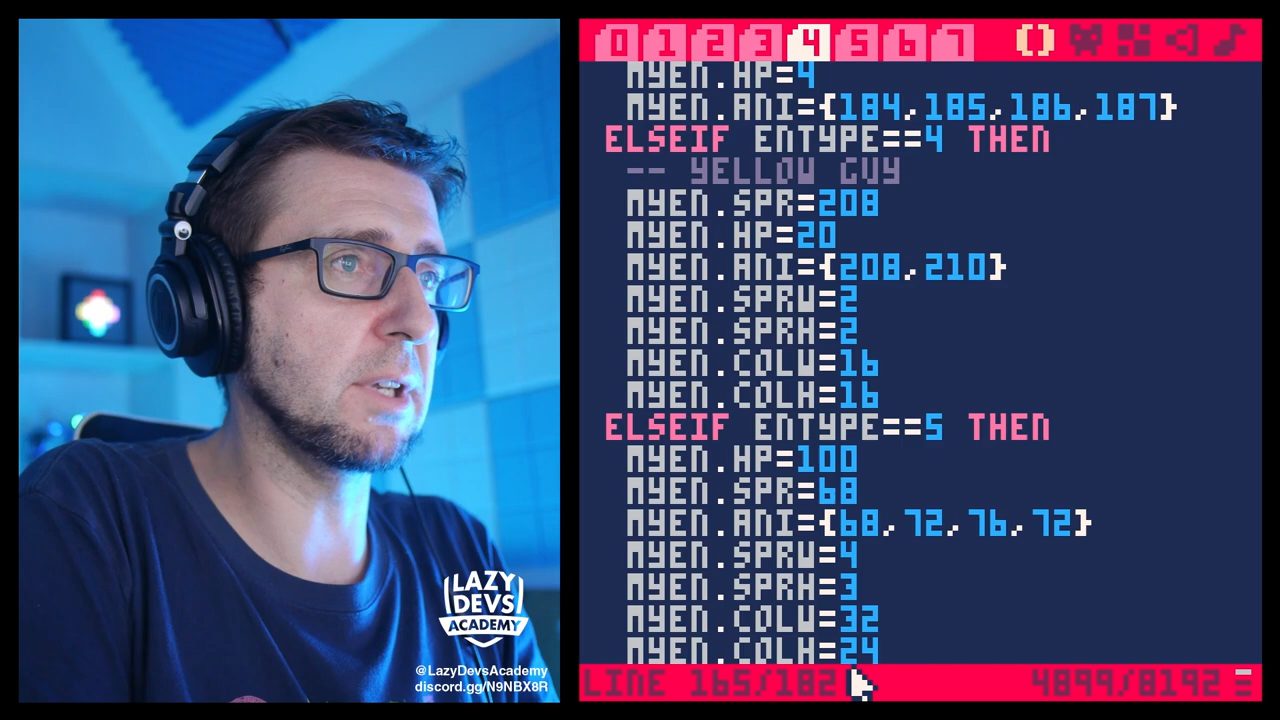 0 1 2 3 4 5 6 7
MYEN.HP=4
MYEN.ANI={184,185,186,187}
ELSEIF ENTYPE==4 THEN
-- YELLOW GUY
MYEN.SPR=208
MYEN.HP=20
MYEN.ANI={208,210}
MYEN.SPRW=2
MYEN.SPRH=2
MYEN.COLW=16
MYEN.COLH=16
ELSEIF ENTYPE==5 THEN
MYEN.HP=100
MYEN.SPR=68
MYEN.ANI={68,72,76,72}
MYEN.SPRW=4
MYEN.SPRH=3
MYEN.COLW=32
MYEN.COLH=24
LINE 165/182
4899/8192
LAZY
DEVS
ACADEMY
@LazyDevsAcademy
discord.gg/N9NBX8R